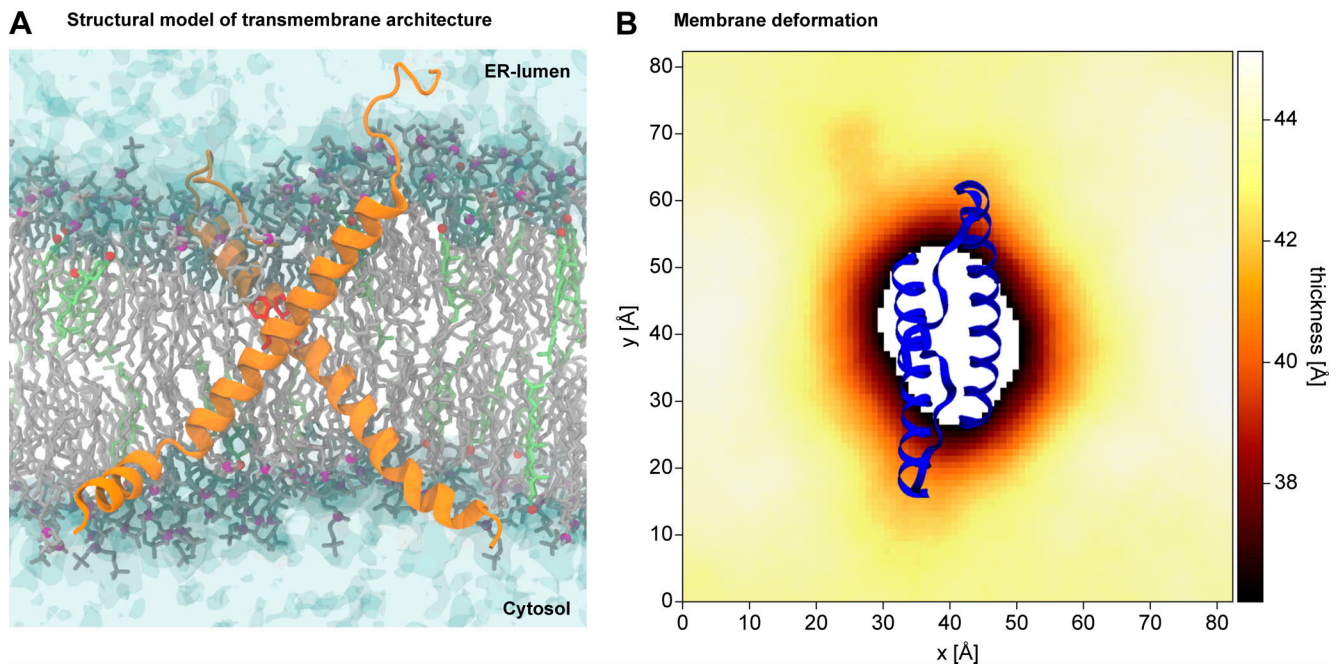 A Structural model of transmembrane architecture
ER-lumen
Cytosol
B Membrane deformation
80
70
60
50
40
30
20
10
0
y [Å]
0 10 20 30 40 50 60 70 80
x [Å]
44
42
40
38
thickness [Å]